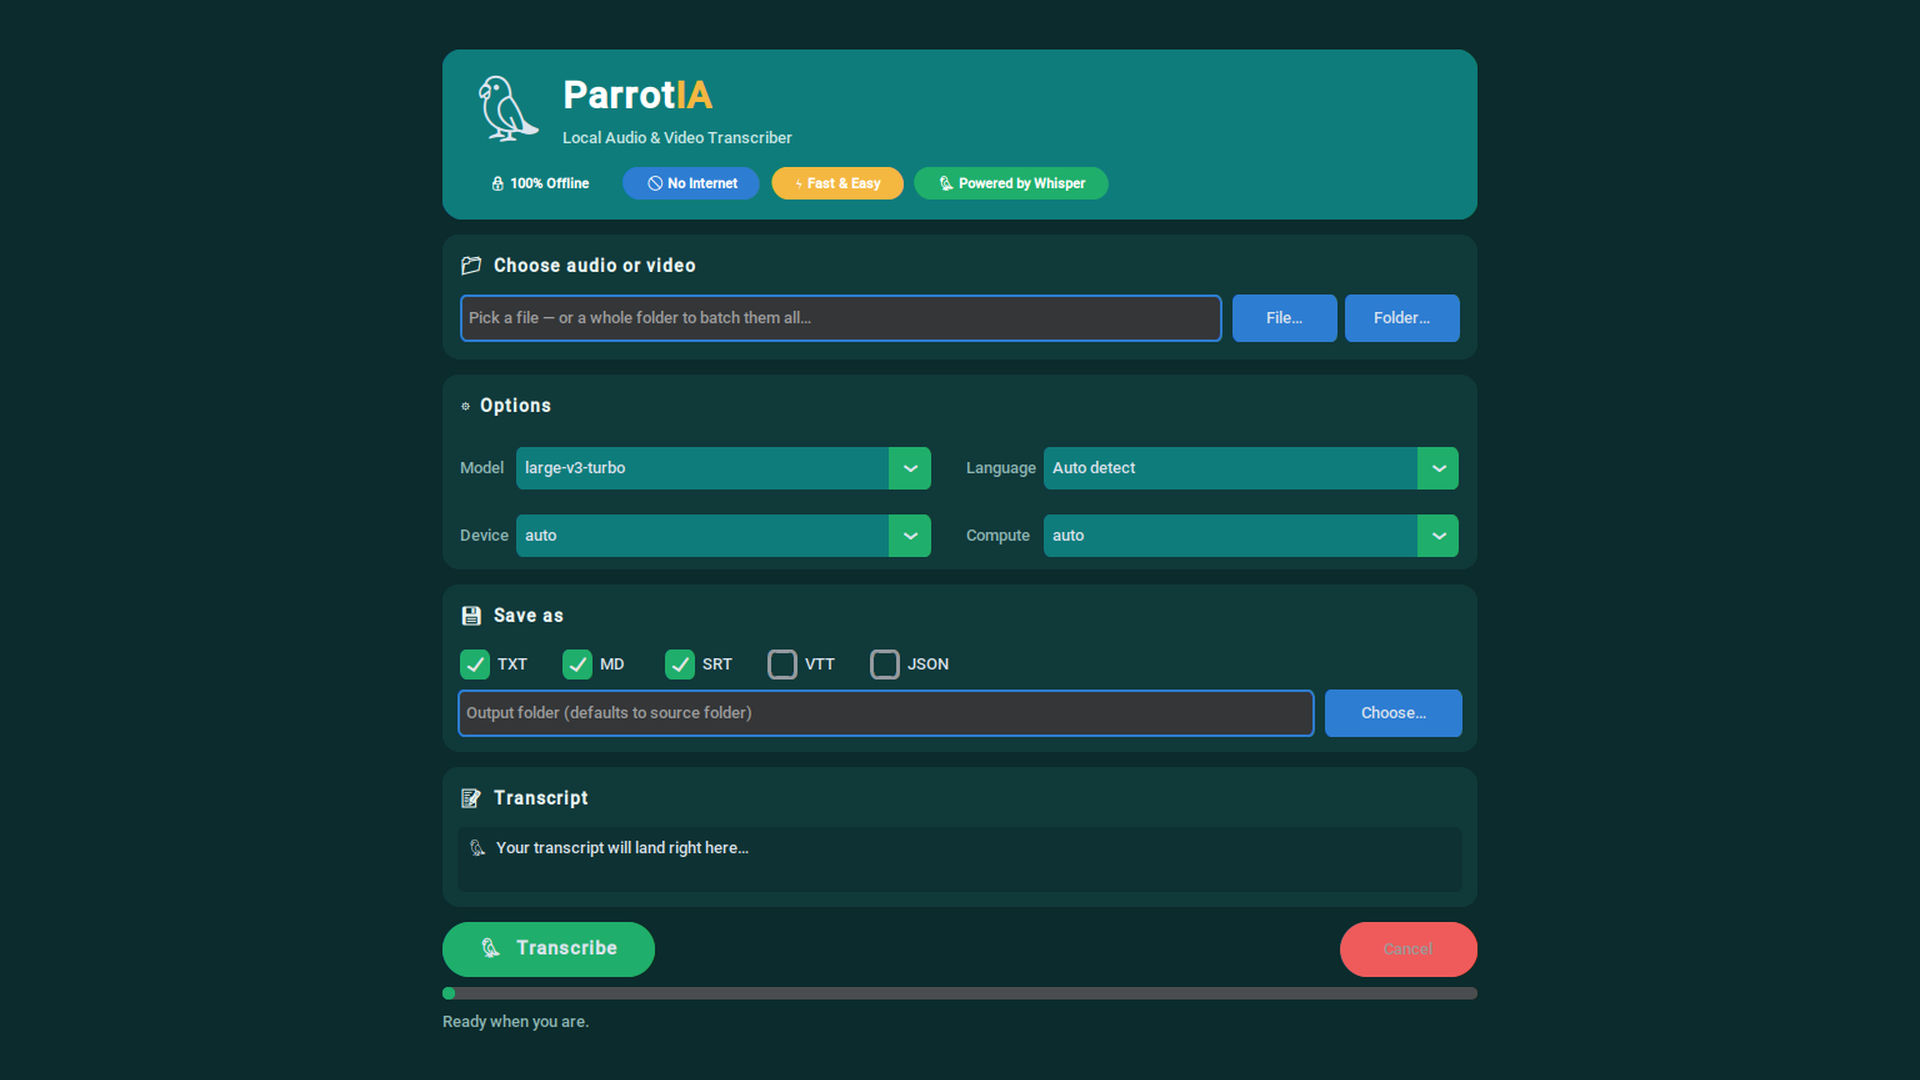 ParrotIA
Local Audio & Video Transcriber
100% Offline No Internet Fast & Easy Powered by Whisper
Choose audio or video
Pick a file — or a whole folder to batch them all... File... Folder...
Options
Model large-v3-turbo Language Auto detect
Device auto Compute auto
Save as
TXT MD SRT VTT JSON
Output folder (defaults to source folder) Choose...
Transcript
Your transcript will land right here...
Transcribe Cancel
Ready when you are.